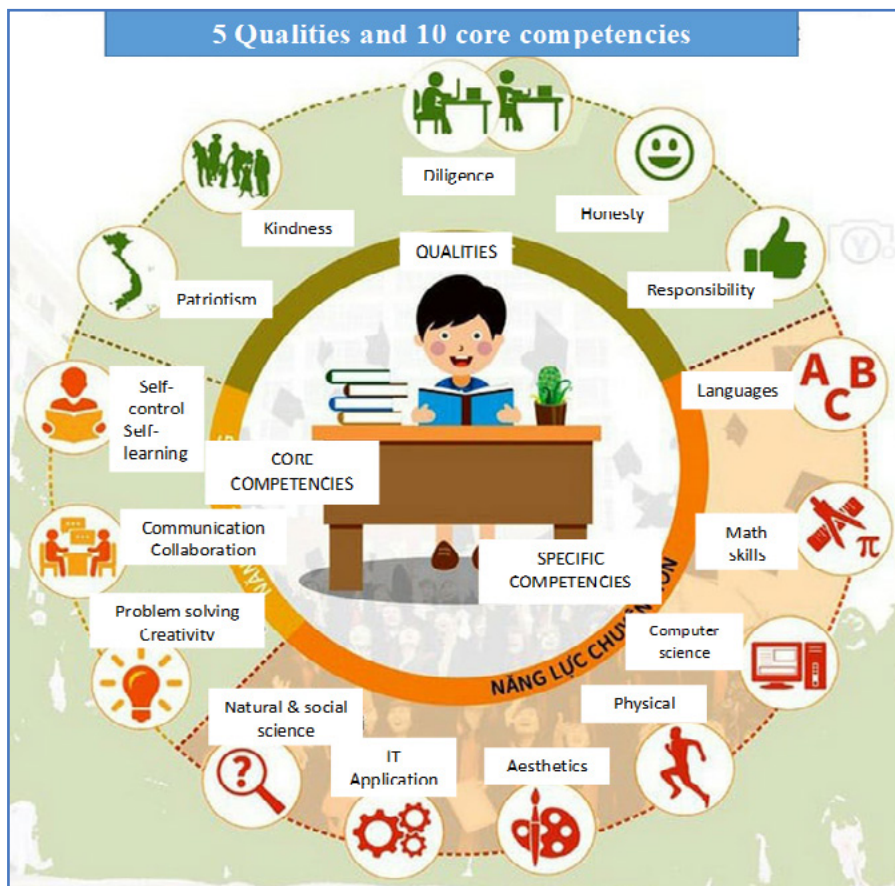 5 Qualities and 10 core competencies
Diligence
Honesty
Kindness
QUALITIES
Patriotism
Responsibility
Self-
control
Self-
learning
Languages
A B
C
CORE
COMPETENCIES
Communication
Collaboration
Math
skills
π
SPECIFIC
COMPETENCIES
Problem solving
Creativity
Computer
science
NĂNG LỰC CHUYÊN MÔN
Natural & social
science
Physical
IT
Application
Aesthetics
?
Y